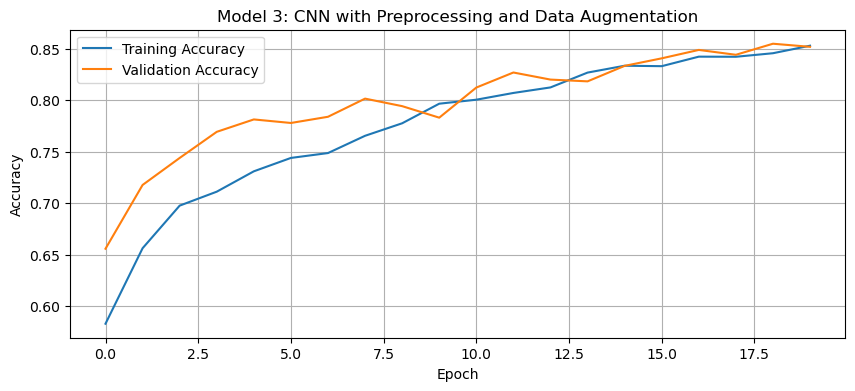 Model 3: CNN with Preprocessing and Data Augmentation
Training Accuracy
Validation Accuracy
Accuracy
0.85
0.80
0.75
0.70
0.65
0.60
0.0 2.5 5.0 7.5 10.0 12.5 15.0 17.5
Epoch